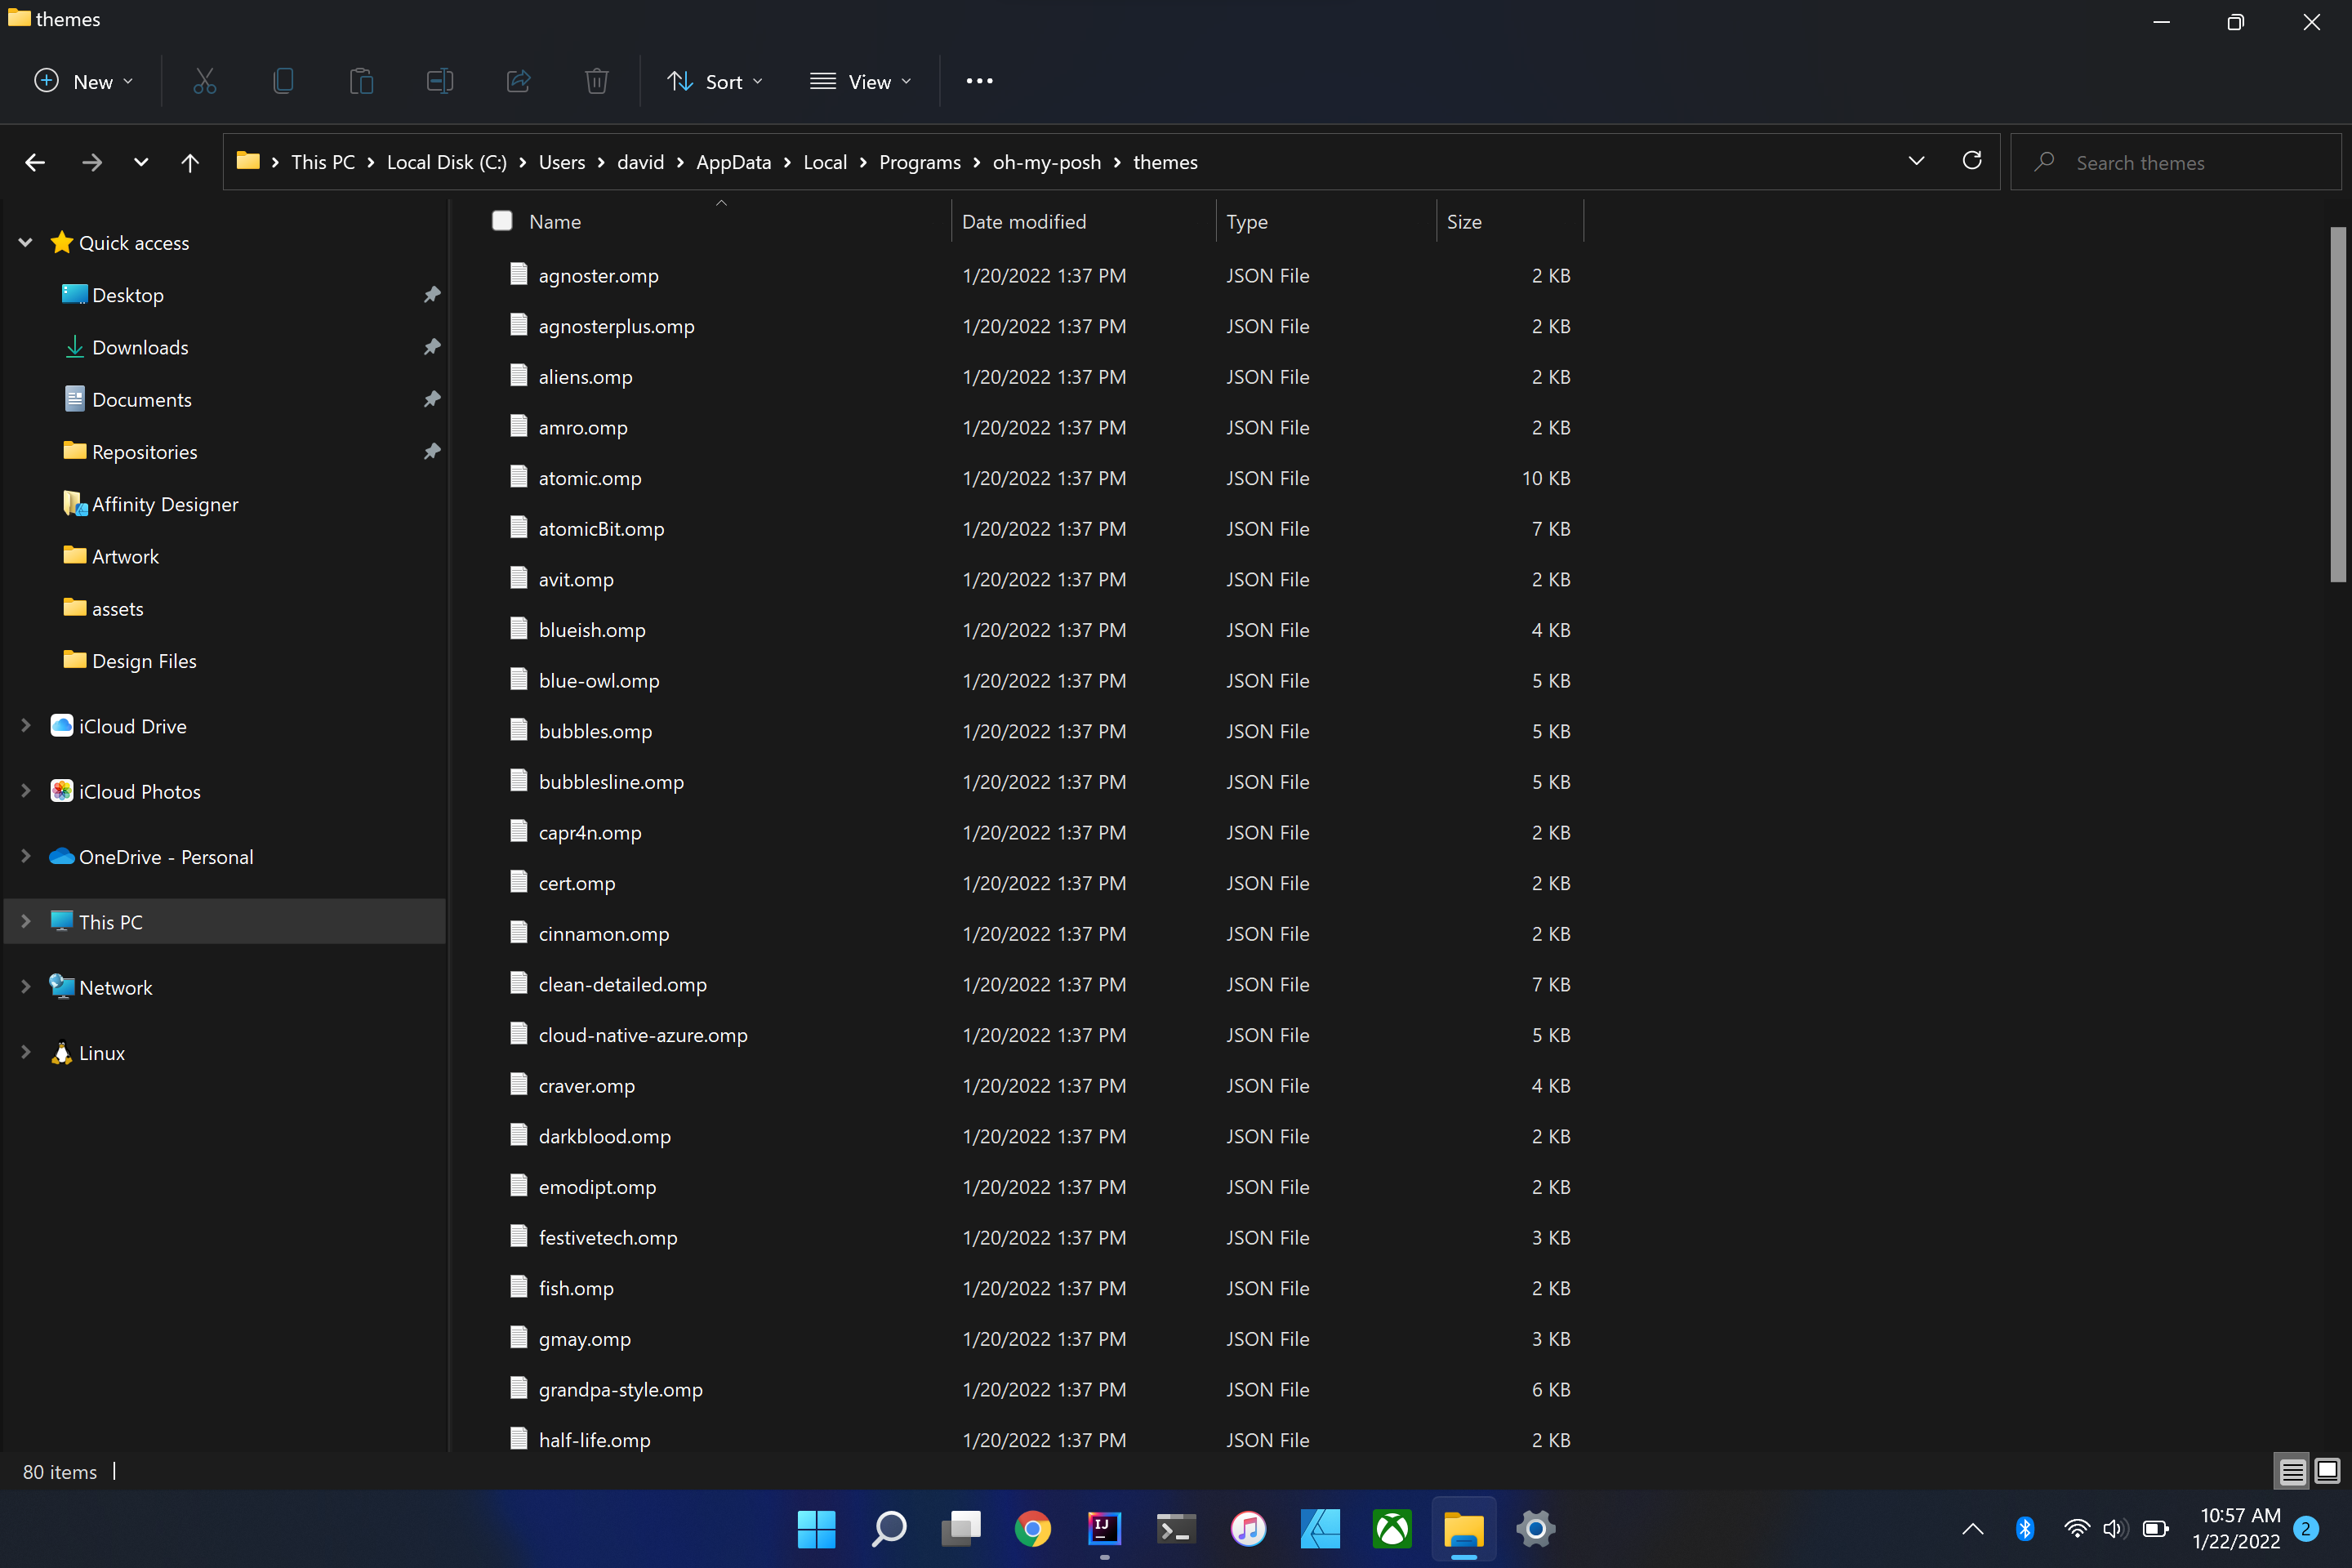 themes
New
Sort
View
This PC
Local Disk (C:)
Users
david
AppData
Local
Programs
oh-my-posh
themes
Search themes
Quick access
Desktop
Downloads
Documents
Repositories
Affinity Designer
Artwork
assets
Design Files
iCloud Drive
iCloud Photos
OneDrive - Personal
This PC
Network
Linux
Name Date modified Type Size
agnoster.omp 1/20/2022 1:37 PM JSON File 2 KB
agnosterplus.omp 1/20/2022 1:37 PM JSON File 2 KB
aliens.omp 1/20/2022 1:37 PM JSON File 2 KB
amro.omp 1/20/2022 1:37 PM JSON File 2 KB
atomic.omp 1/20/2022 1:37 PM JSON File 10 KB
atomicBit.omp 1/20/2022 1:37 PM JSON File 7 KB
avit.omp 1/20/2022 1:37 PM JSON File 2 KB
blueish.omp 1/20/2022 1:37 PM JSON File 4 KB
blue-owl.omp 1/20/2022 1:37 PM JSON File 5 KB
bubbles.omp 1/20/2022 1:37 PM JSON File 5 KB
bubblesline.omp 1/20/2022 1:37 PM JSON File 5 KB
capr4n.omp 1/20/2022 1:37 PM JSON File 2 KB
cert.omp 1/20/2022 1:37 PM JSON File 2 KB
cinnamon.omp 1/20/2022 1:37 PM JSON File 2 KB
clean-detailed.omp 1/20/2022 1:37 PM JSON File 7 KB
cloud-native-azure.omp 1/20/2022 1:37 PM JSON File 5 KB
craver.omp 1/20/2022 1:37 PM JSON File 4 KB
darkblood.omp 1/20/2022 1:37 PM JSON File 2 KB
emodipt.omp 1/20/2022 1:37 PM JSON File 2 KB
festivetech.omp 1/20/2022 1:37 PM JSON File 3 KB
fish.omp 1/20/2022 1:37 PM JSON File 2 KB
gmay.omp 1/20/2022 1:37 PM JSON File 3 KB
grandpa-style.omp 1/20/2022 1:37 PM JSON File 6 KB
half-life.omp 1/20/2022 1:37 PM JSON File 2 KB
80 items
IJ
10:57 AM
1/22/2022
2